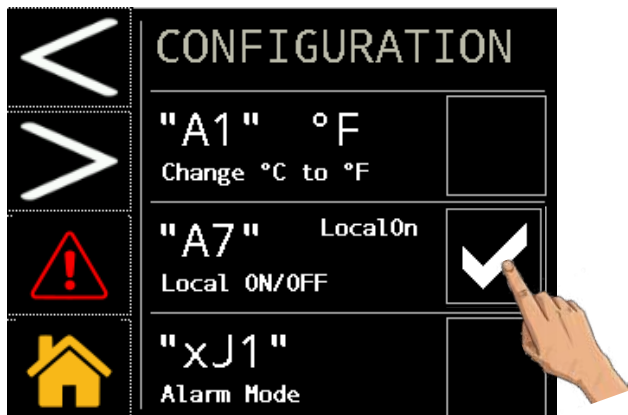 CONFIGURATION
"A1" °F
Change °C to °F
"A7" LocalOn
Local ON/OFF
"xJ1"
Alarm Mode